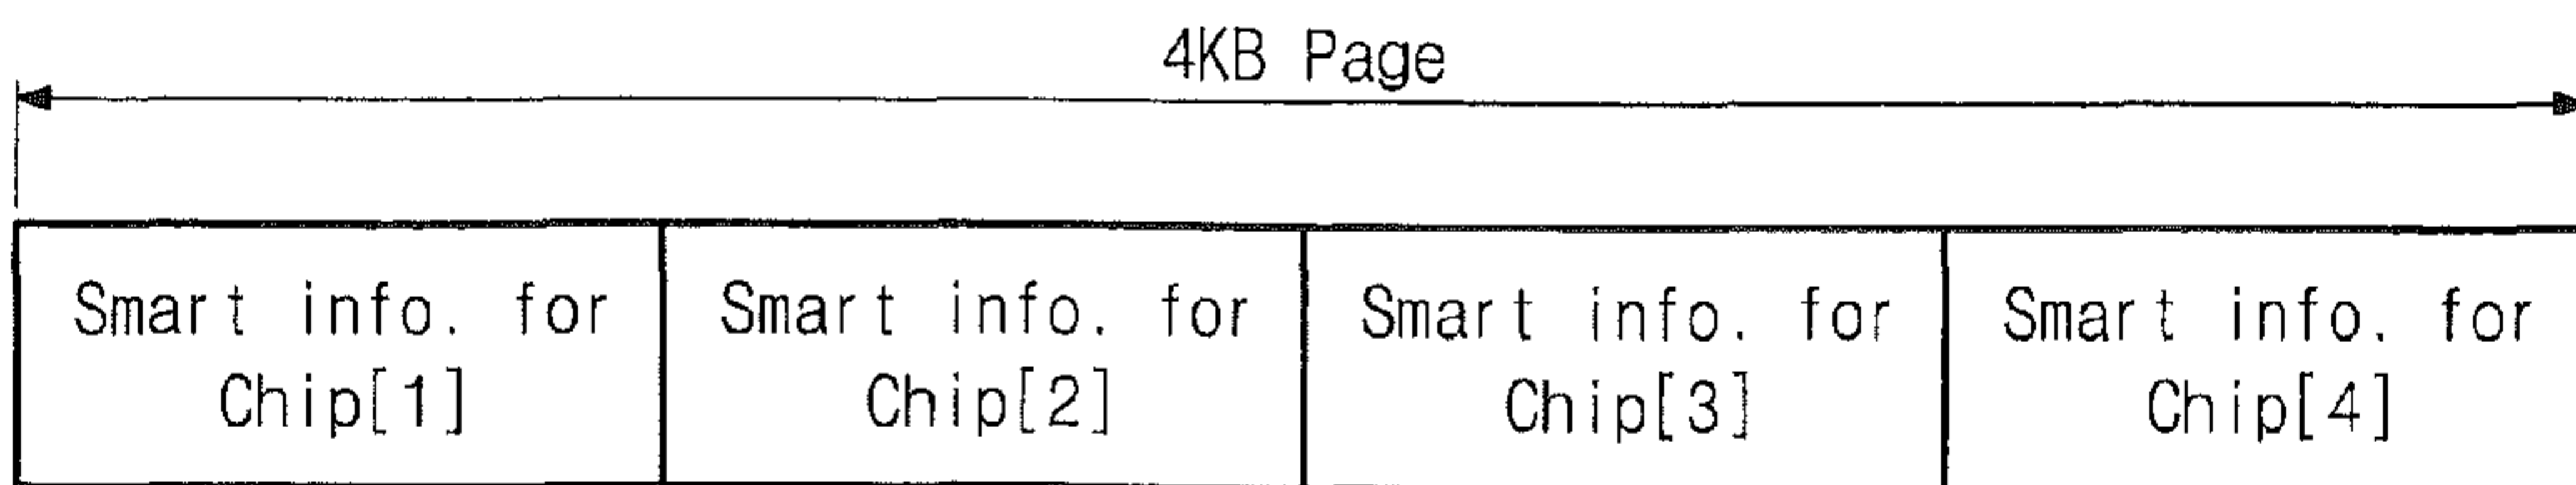 4KB Page
Smart info. for
Chip[1]
Smart info. for
Chip[2]
Smart info. for
Chip[3]
Smart info. for
Chip[4]